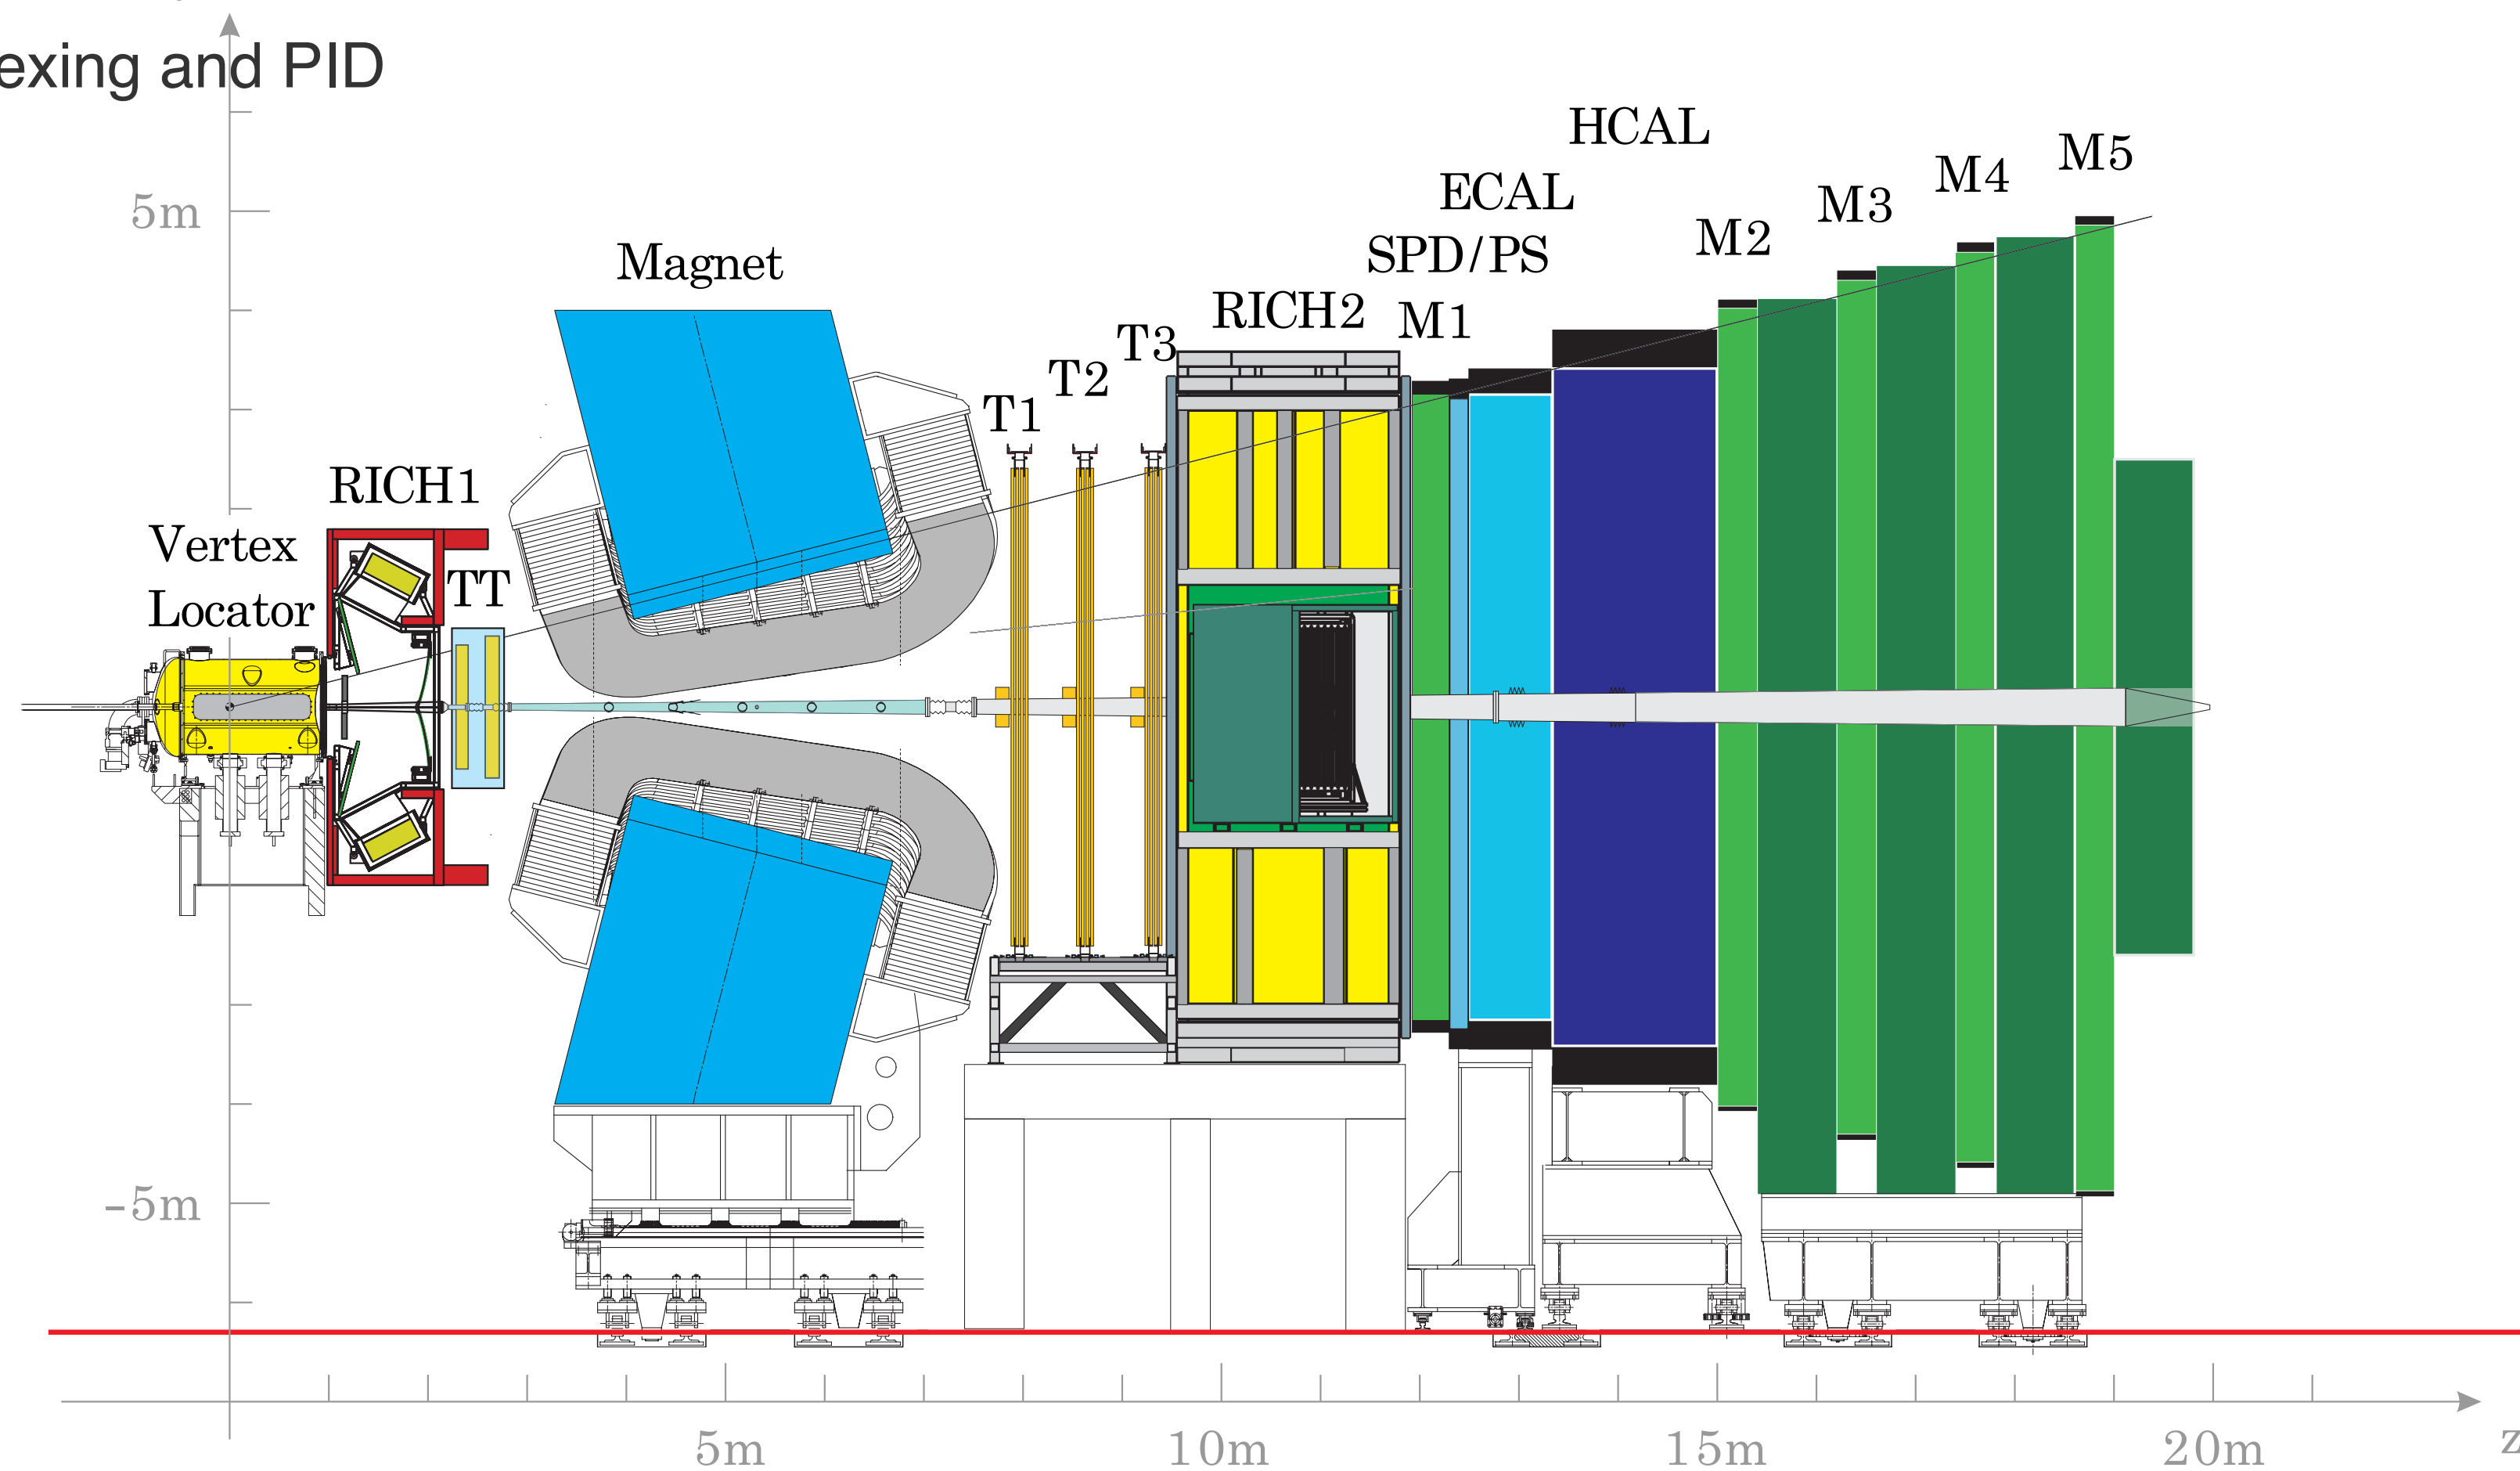 exing and PID
HCAL
M5
M4
ECAL
M3
5m
M2
SPD/PS
Magnet
RICH2
M1
T3
T2
T1
RICH1
Vertex
Locator
TT
-5m
5m
10m
15m
20m
z